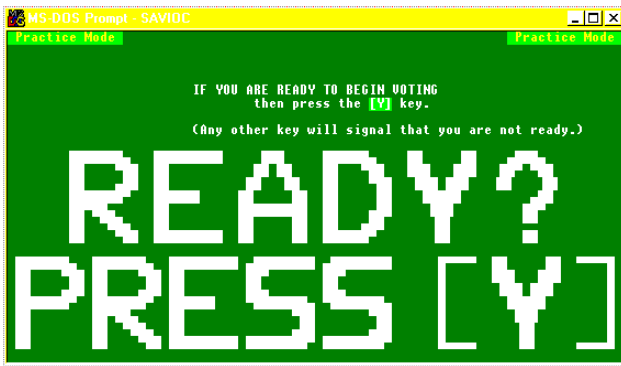 MS-DOS Prompt - SAVIOC
Practice Mode Practice Mode
IF YOU ARE READY TO BEGIN VOTING
then press the [Y] key.
(Any other key will signal that you are not ready.)
READY?
PRESS [Y]